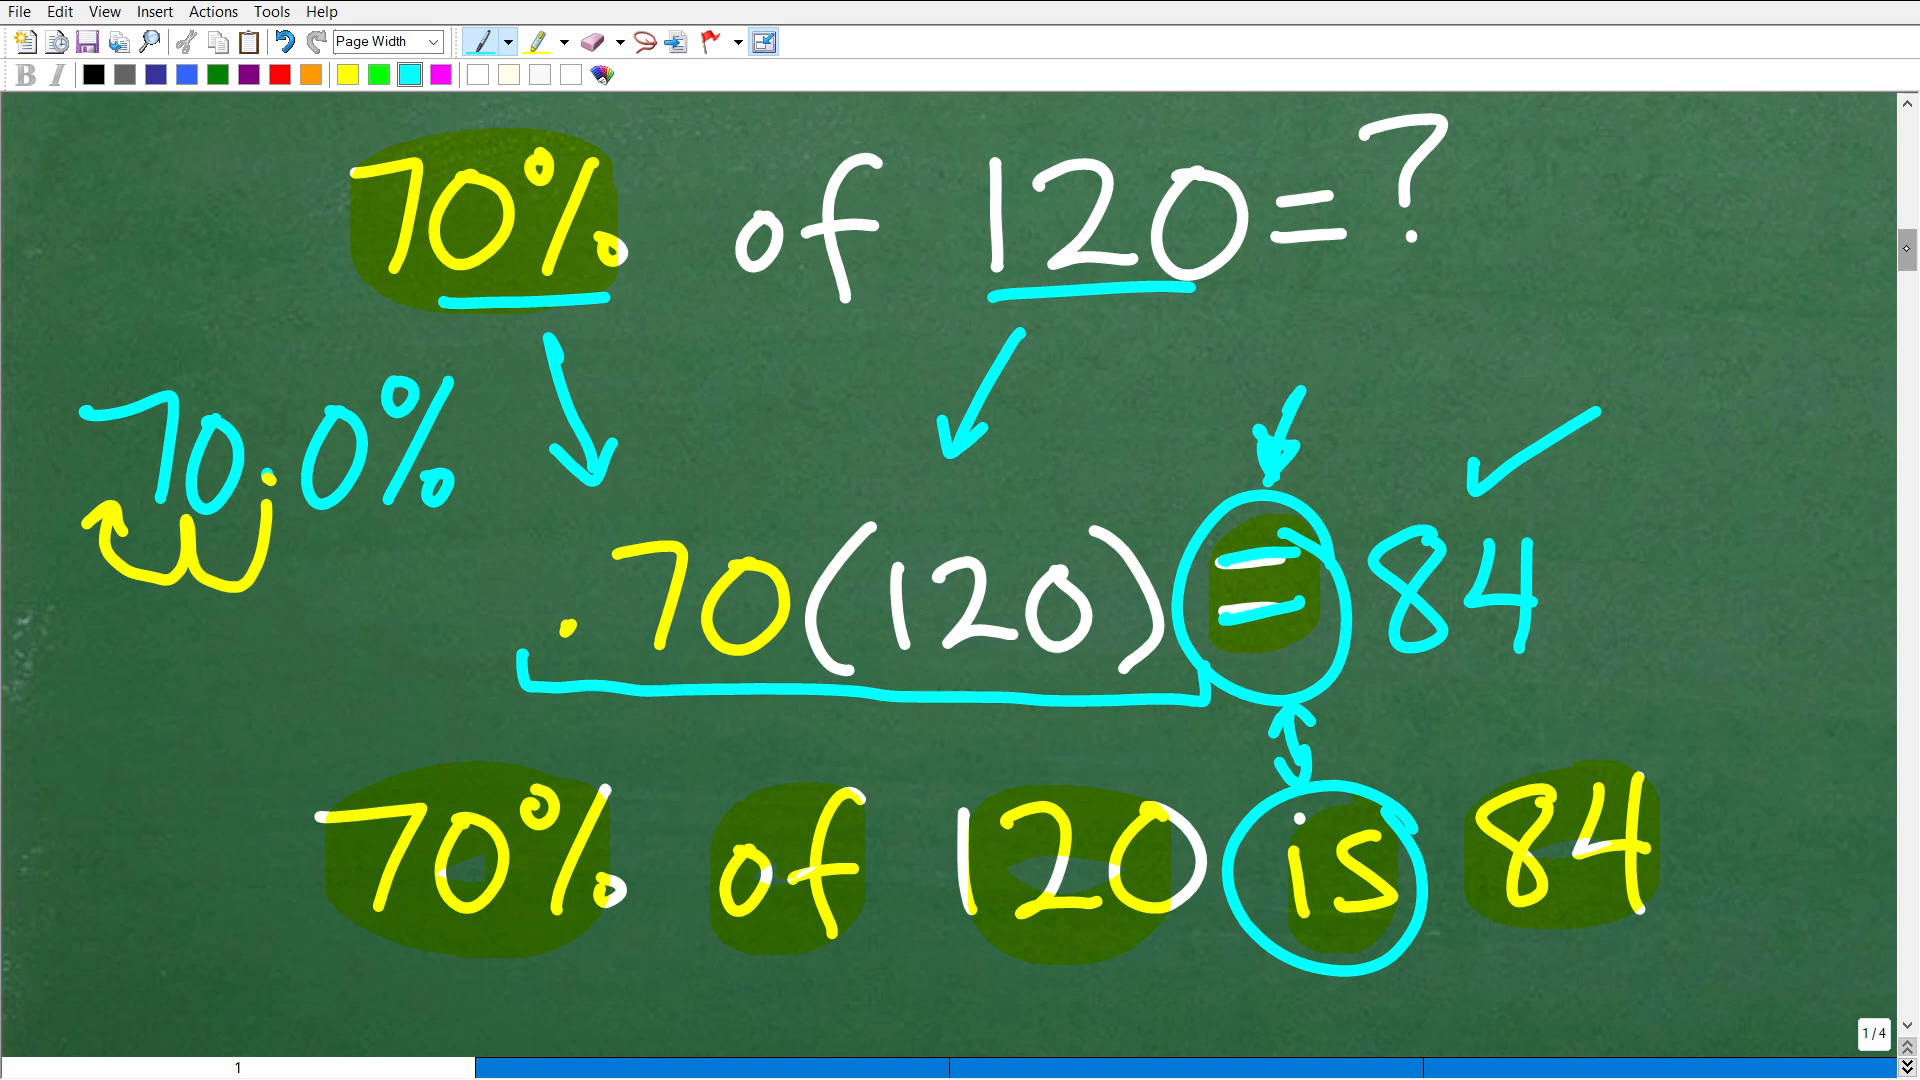 File Edit View Insert Actions Tools Help
Page Width
B I
70% of 120 = ?
70.0%
.70(120) = 84
70% of 120 is 84
1 / 4
1